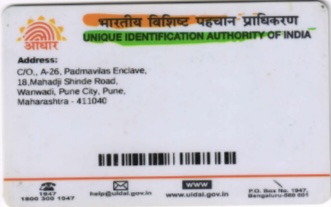 भारतीय विशिष्ट पहचान प्राधिकरण
UNIQUE IDENTIFICATION AUTHORITY OF INDIA
आधार
Address:
C/O., A-26, Padmavilas Enclave,
18,Mahadji Shinde Road,
Wanwadi, Pune City, Pune,
Maharashtra - 411040
1947
1800 300 1947
help@uidai.gov.in
WWW
www.uidai.gov.in
P.O. Box No. 1947,
Bengaluru-560 001